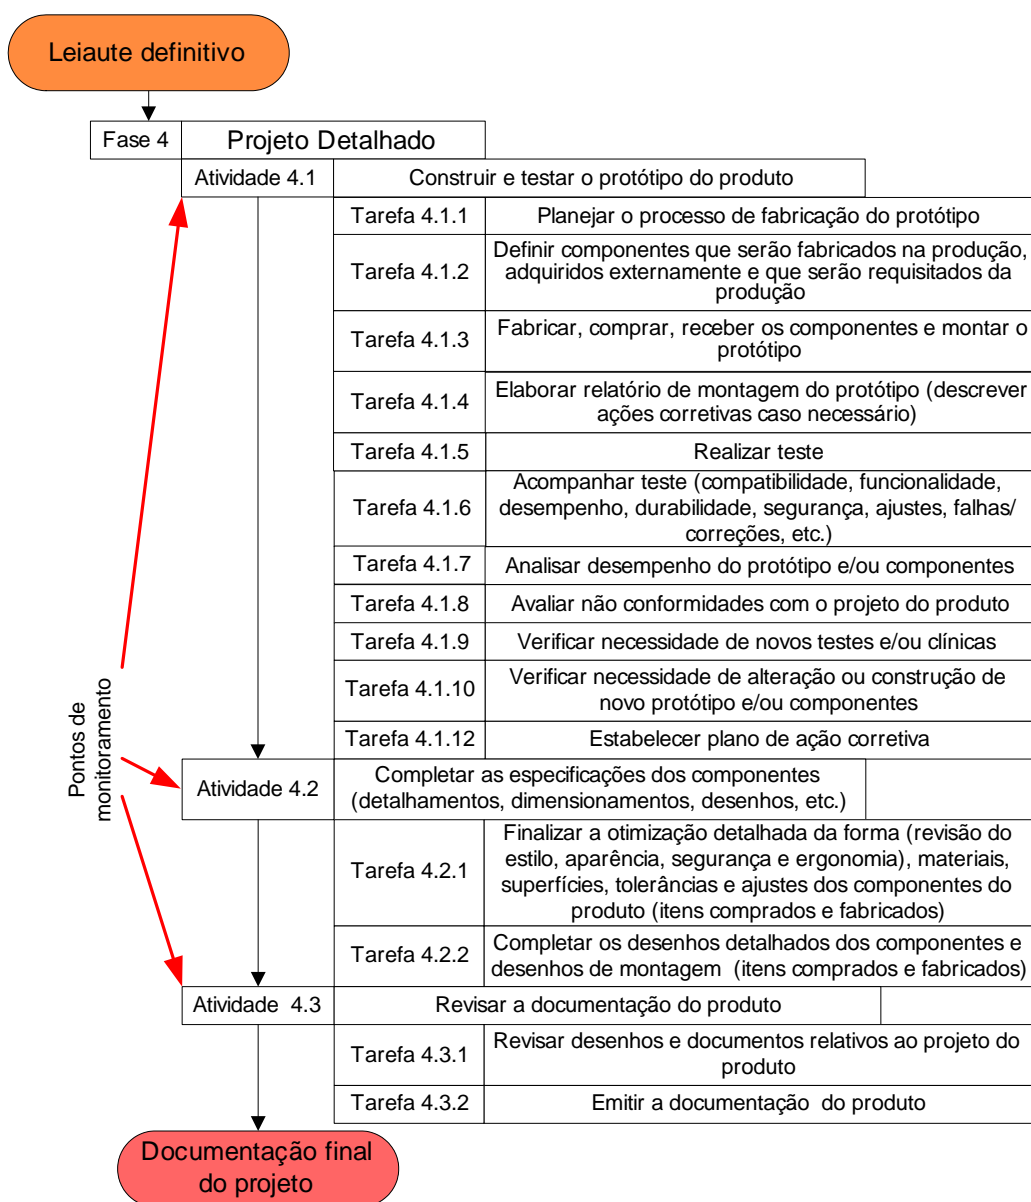 Leiaute definitivo
Fase 4
Projeto Detalhado
Atividade 4.1
Construir e testar o protótipo do produto
Tarefa 4.1.1
Planejar o processo de fabricação do protótipo
Tarefa 4.1.2
Definir componentes que serão fabricados na produção,
adquiridos externamente e que serão requisitados da
produção
Tarefa 4.1.3
Fabricar, comprar, receber os componentes e montar o
protótipo
Tarefa 4.1.4
Elaborar relatório de montagem do protótipo (descrever
ações corretivas caso necessário)
Tarefa 4.1.5
Realizar teste
Tarefa 4.1.6
Acompanhar teste (compatibilidade, funcionalidade,
desempenho, durabilidade, segurança, ajustes, falhas/
correções, etc.)
Tarefa 4.1.7
Analisar desempenho do protótipo e/ou componentes
Tarefa 4.1.8
Avaliar não conformidades com o projeto do produto
Tarefa 4.1.9
Verificar necessidade de novos testes e/ou clínicas
Tarefa 4.1.10
Verificar necessidade de alteração ou construção de
novo protótipo e/ou componentes
Tarefa 4.1.12
Estabelecer plano de ação corretiva
Pontos de
monitoramento
Atividade 4.2
Completar as especificações dos componentes
(detalhamentos, dimensionamentos, desenhos, etc.)
Tarefa 4.2.1
Finalizar a otimização detalhada da forma (revisão do
estilo, aparência, segurança e ergonomia), materiais,
superfícies, tolerâncias e ajustes dos componentes do
produto (itens comprados e fabricados)
Tarefa 4.2.2
Completar os desenhos detalhados dos componentes e
desenhos de montagem (itens comprados e fabricados)
Atividade 4.3
Revisar a documentação do produto
Tarefa 4.3.1
Revisar desenhos e documentos relativos ao projeto do
produto
Tarefa 4.3.2
Emitir a documentação do produto
Documentação final
do projeto